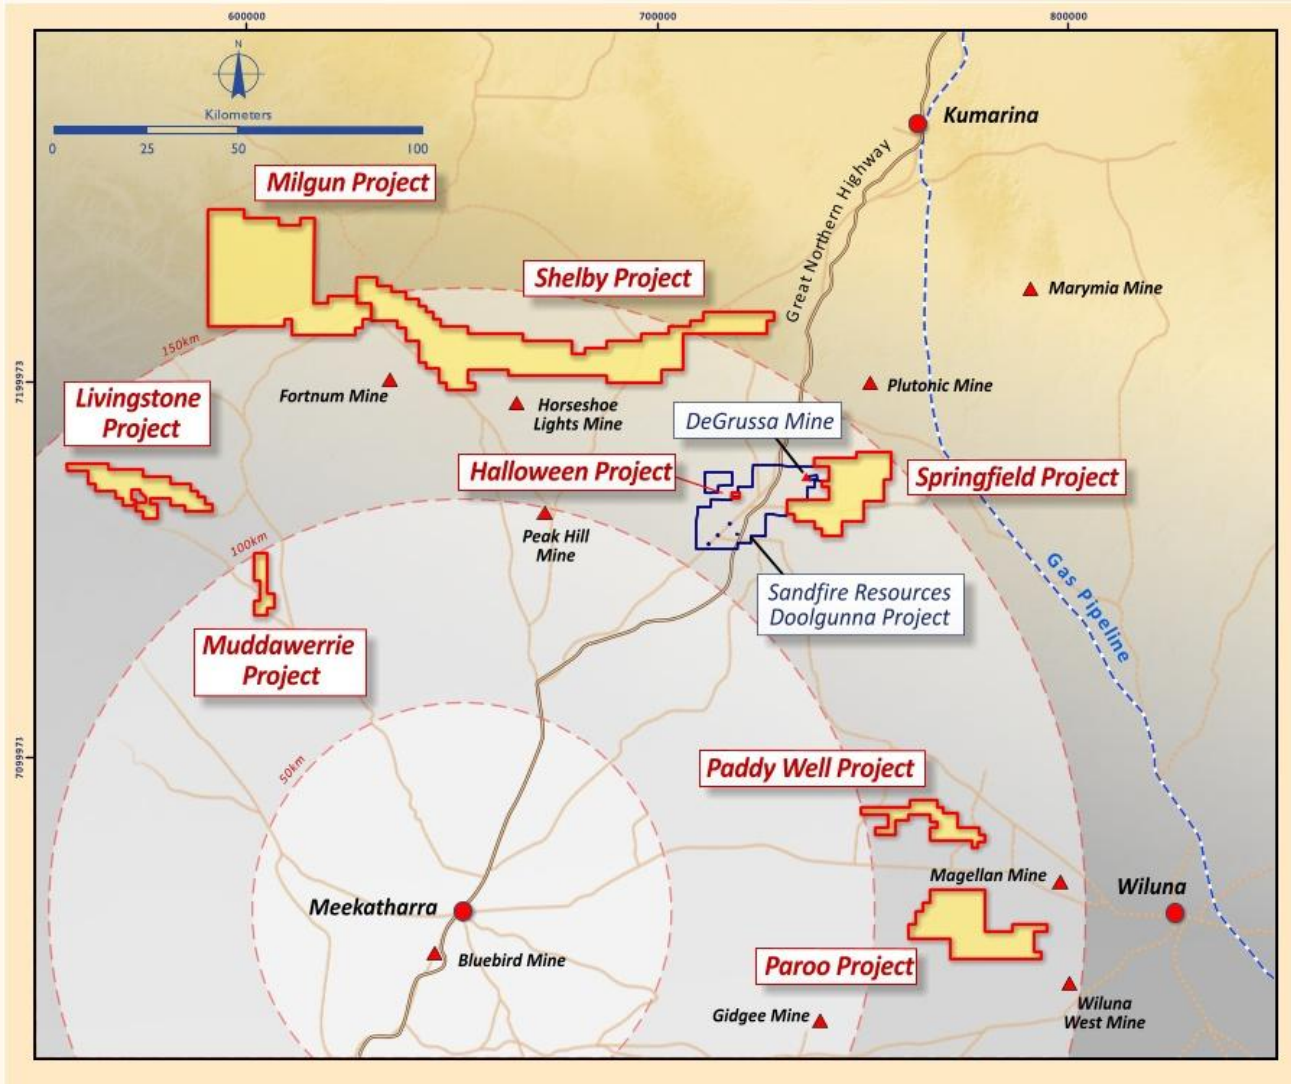 600000
700000
800000
N
Kilometers
0 25 50 100
Kumarina
Great Northern Highway
Milgun Project
Shelby Project
Marymia Mine
150km
7199973
Fortnum Mine
Plutonic Mine
Livingstone
Project
Horseshoe
Lights Mine
DeGrussa Mine
Halloween Project
Springfield Project
Peak Hill
Mine
100km
Gas Pipeline
Sandfire Resources
Doolgunna Project
Muddawerrie
Project
7099973
50km
Paddy Well Project
Magellan Mine
Wiluna
Meekatharra
Bluebird Mine
Paroo Project
Gidgee Mine
Wiluna
West Mine